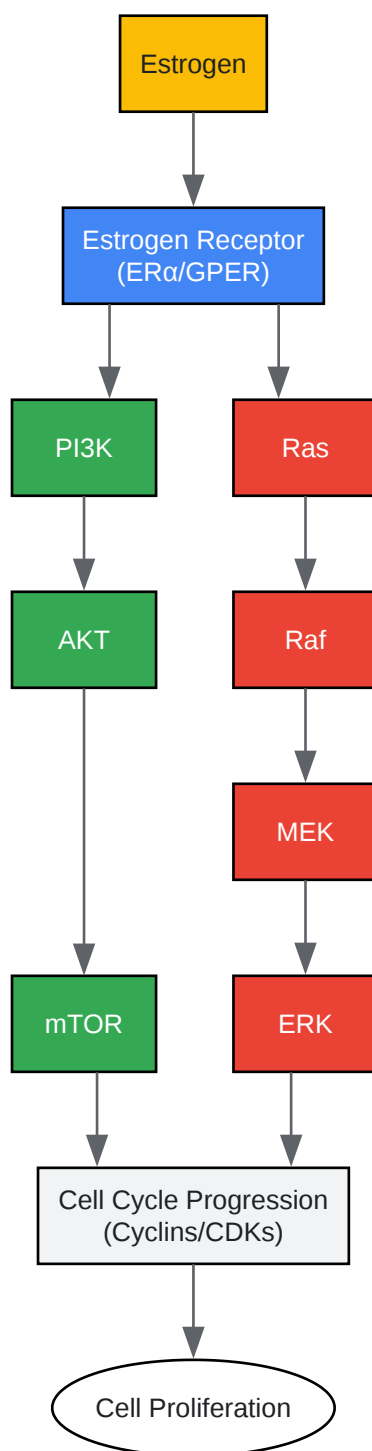 Estrogen
Estrogen Receptor
(ERα/GPER)
PI3K
Ras
AKT
Raf
MEK
mTOR
ERK
Cell Cycle Progression
(Cyclins/CDKs)
Cell Proliferation